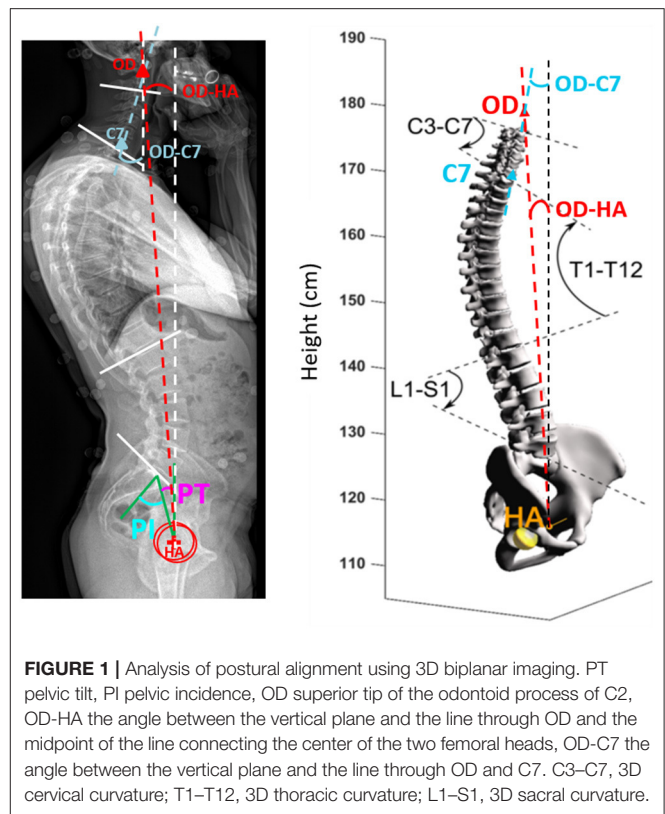 OD
OD-HA
C7
OD-C7
PT
PI
HA
190
180
170
160
150
140
130
120
110
Height (cm)
OD-C7
OD
C3-C7
C7
OD-HA
T1-T12
L1-S1
HA
FIGURE 1 | Analysis of postural alignment using 3D biplanar imaging. PT
pelvic tilt, PI pelvic incidence, OD superior tip of the odontoid process of C2,
OD-HA the angle between the vertical plane and the line through OD and the
midpoint of the line connecting the center of the two femoral heads, OD-C7 the
angle between the vertical plane and the line through OD and C7. C3–C7, 3D
cervical curvature; T1–T12, 3D thoracic curvature; L1–S1, 3D sacral curvature.